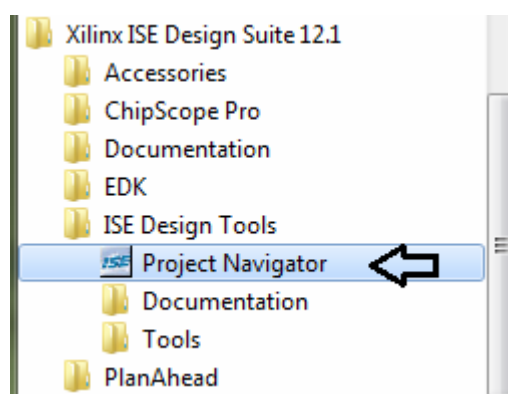 Xilinx ISE Design Suite 12.1
Accessories
ChipScope Pro
Documentation
EDK
ISE Design Tools
ISE Project Navigator
Documentation
Tools
PlanAhead